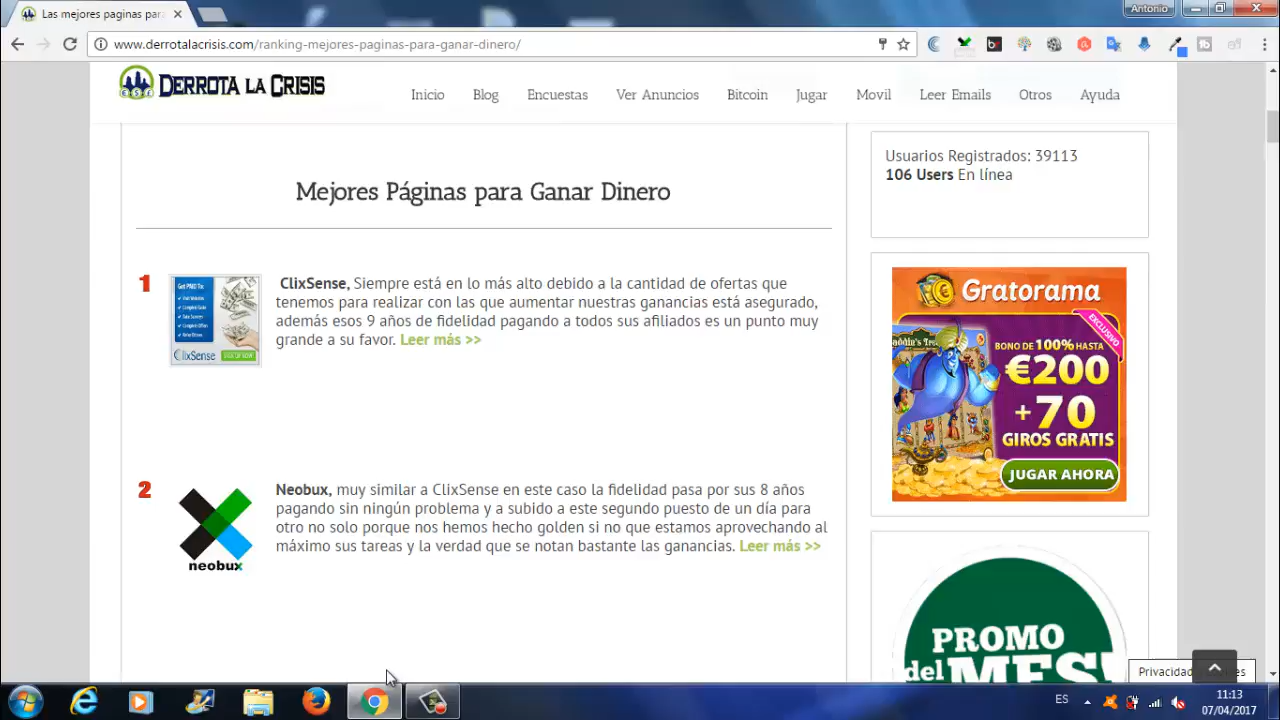 Las mejores paginas para
Antonio
www.derrotalacrisis.com/ranking-mejores-paginas-para-ganar-dinero/
DERROTA LA CRISIS
Inicio
Blog
Encuestas
Ver Anuncios
Bitcoin
Jugar
Movil
Leer Emails
Otros
Ayuda
Mejores Páginas para Ganar Dinero
1
ClixSense, Siempre está en lo más alto debido a la cantidad de ofertas que
tenemos para realizar con las que aumentar nuestras ganancias está asegurado,
además esos 9 años de fidelidad pagando a todos sus afiliados es un punto muy
grande a su favor. Leer más >>
ClixSense
2
Neobux, muy similar a ClixSense en este caso la fidelidad pasa por sus 8 años
pagando sin ningún problema y a subido a este segundo puesto de un día para
otro no solo porque nos hemos hecho golden si no que estamos aprovechando al
máximo sus tareas y la verdad que se notan bastante las ganancias. Leer más >>
neobux
Usuarios Registrados: 39113
106 Users En línea
Gratorama
EXCLUSIVO
BONO DE 100% HASTA
€200
+70
GIROS GRATIS
JUGAR AHORA
PROMO
del MES!
Privacidad
ES
11:13
07/04/2017